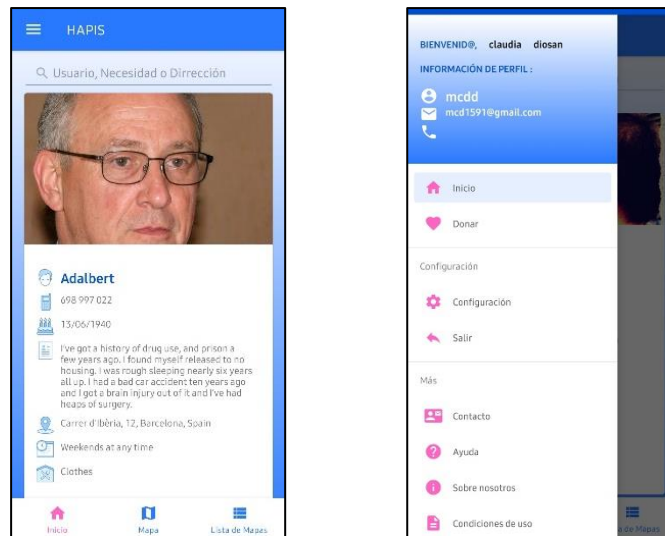 HAPIS
Usuario, Necesidad o Dirrección
Adalbert
698 997 022
13/06/1940
I've got a history of drug use, and prison a
few years ago. I found myself released to no
housing. I was rough sleeping nearly six years
all up. I had a bad car accident ten years ago
and I got a brain injury out of it and I've had
heaps of surgery.
Carrer d'Ibèria, 12, Barcelona, Spain
Weekends at any time
Clothes
Inicio Mapa Lista de Mapas
BIENVENID@, claudia diosan
INFORMACIÓN DE PERFIL :
mcdd
mcd1591@gmail.com
Inicio
Donar
Configuración
Configuración
Salir
Más
Contacto
Ayuda
Sobre nosotros
Condiciones de uso
de Mapas